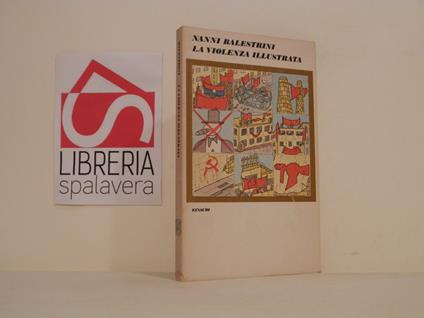 LIBRERIA
spalavera
NANNI BALESTRINI
LA VIOLENZA ILLUSTRATA
EINAUDI